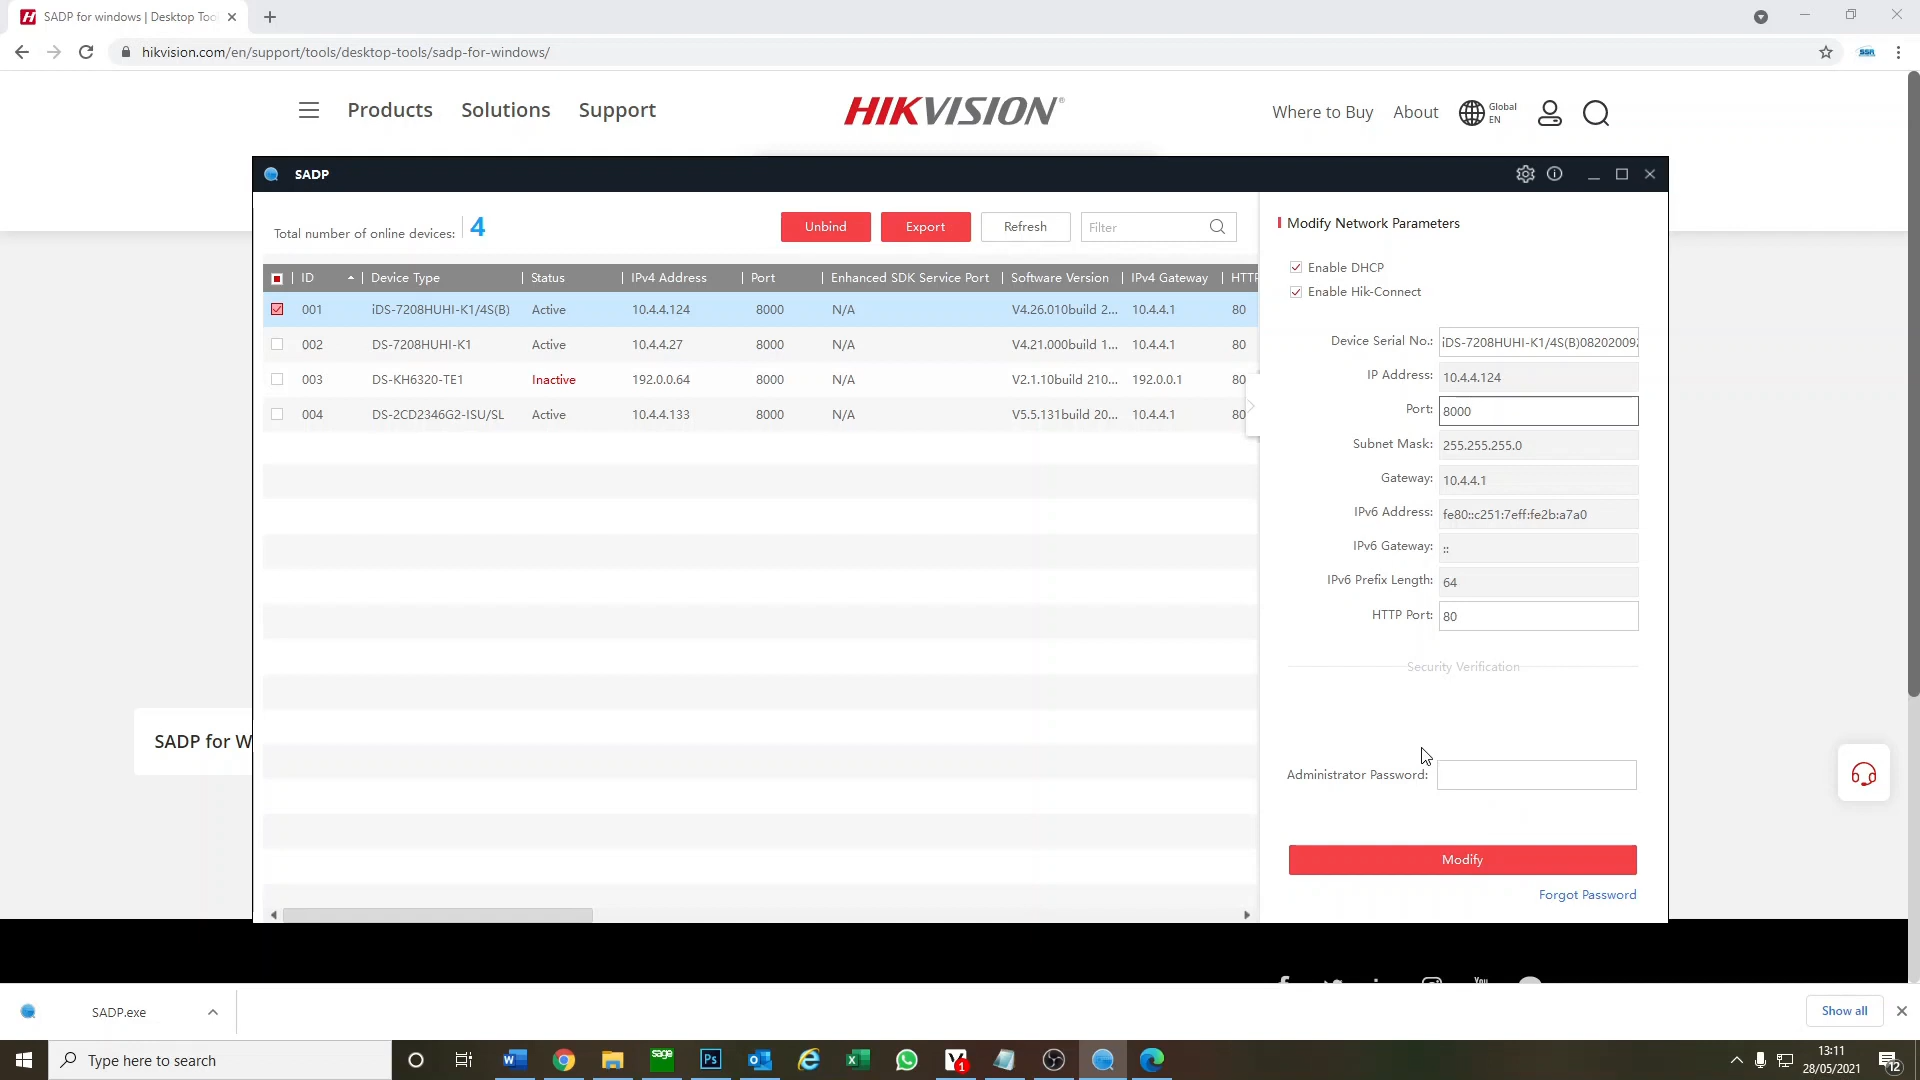 SADP for windows | Desktop Too
hikvision.com/en/support/tools/desktop-tools/sadp-for-windows/
Products Solutions Support
HIKVISION®
Where to Buy About Global EN
SADP
Total number of online devices: 4
Unbind Export Refresh Filter
ID Device Type Status IPv4 Address Port Enhanced SDK Service Port Software Version IPv4 Gateway HTTP
001 iDS-7208HUHI-K1/4S(B) Active 10.4.4.124 8000 N/A V4.26.010build 2... 10.4.4.1 80
002 DS-7208HUHI-K1 Active 10.4.4.27 8000 N/A V4.21.000build 1... 10.4.4.1 80
003 DS-KH6320-TE1 Inactive 192.0.0.64 8000 N/A V2.1.10build 210... 192.0.0.1 80
004 DS-2CD2346G2-ISU/SL Active 10.4.4.133 8000 N/A V5.5.131build 20... 10.4.4.1 80
Modify Network Parameters
Enable DHCP
Enable Hik-Connect
Device Serial No.: iDS-7208HUHI-K1/4S(B)08202009
IP Address: 10.4.4.124
Port: 8000
Subnet Mask: 255.255.255.0
Gateway: 10.4.4.1
IPv6 Address: fe80::c251:7eff:fe2b:a7a0
IPv6 Gateway: ::
IPv6 Prefix Length: 64
HTTP Port: 80
Security Verification
Administrator Password:
Modify
Forgot Password
SADP for W
SADP.exe
Show all
Type here to search
sage
Ps
1
13:11
28/05/2021
12